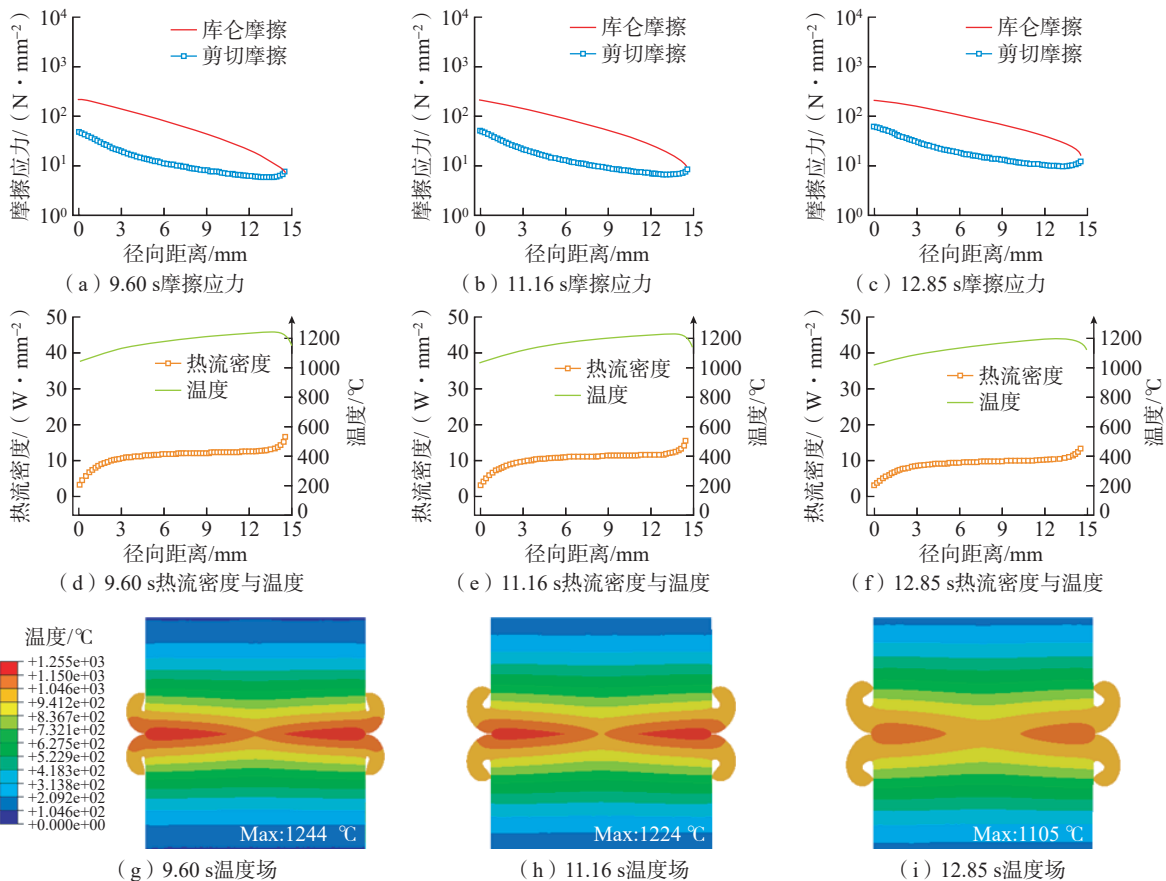 摩擦应力/(N·mm⁻²)
10⁴
10³
10²
10¹
10⁰
库仑摩擦
剪切摩擦
0 3 6 9 12 15
径向距离/mm
(a)9.60 s摩擦应力
摩擦应力/(N·mm⁻²)
10⁴
10³
10²
10¹
10⁰
库仑摩擦
剪切摩擦
0 3 6 9 12 15
径向距离/mm
(b)11.16 s摩擦应力
摩擦应力/(N·mm⁻²)
10⁴
10³
10²
10¹
10⁰
库仑摩擦
剪切摩擦
0 3 6 9 12 15
径向距离/mm
(c)12.85 s摩擦应力
热流密度/(W·mm⁻²)
50
40
30
20
10
0
热流密度
温度
1200
1000
800
600
400
200
0
温度/℃
0 3 6 9 12 15
径向距离/mm
(d)9.60 s热流密度与温度
热流密度/(W·mm⁻²)
50
40
30
20
10
0
热流密度
温度
1200
1000
800
600
400
200
0
温度/℃
0 3 6 9 12 15
径向距离/mm
(e)11.16 s热流密度与温度
热流密度/(W·mm⁻²)
50
40
30
20
10
0
热流密度
温度
1200
1000
800
600
400
200
0
温度/℃
0 3 6 9 12 15
径向距离/mm
(f)12.85 s热流密度与温度
温度/℃
+1.255e+03
+1.150e+03
+1.046e+03
+9.412e+02
+8.367e+02
+7.321e+02
+6.275e+02
+5.229e+02
+4.183e+02
+3.138e+02
+2.092e+02
+1.046e+02
+0.000e+00
Max:1244 ℃
(g)9.60 s温度场
Max:1224 ℃
(h)11.16 s温度场
Max:1105 ℃
(i)12.85 s温度场